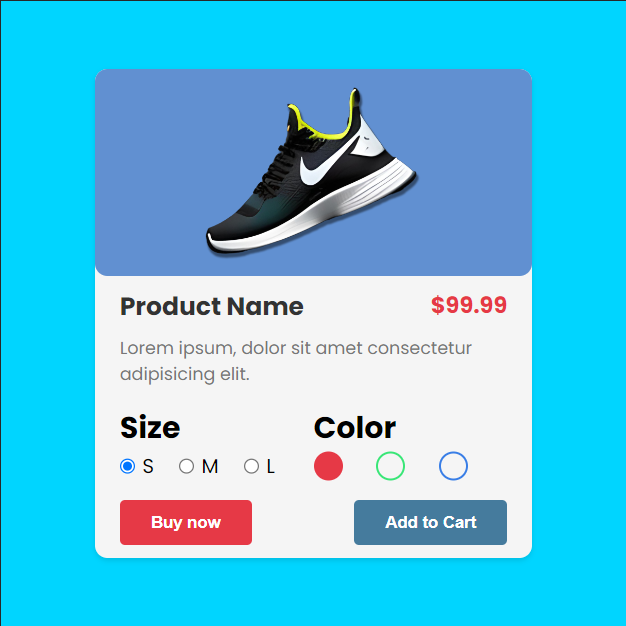 Product Name $99.99
Lorem ipsum, dolor sit amet consectetur
adipisicing elit.
Size Color
S M L
Buy now Add to Cart